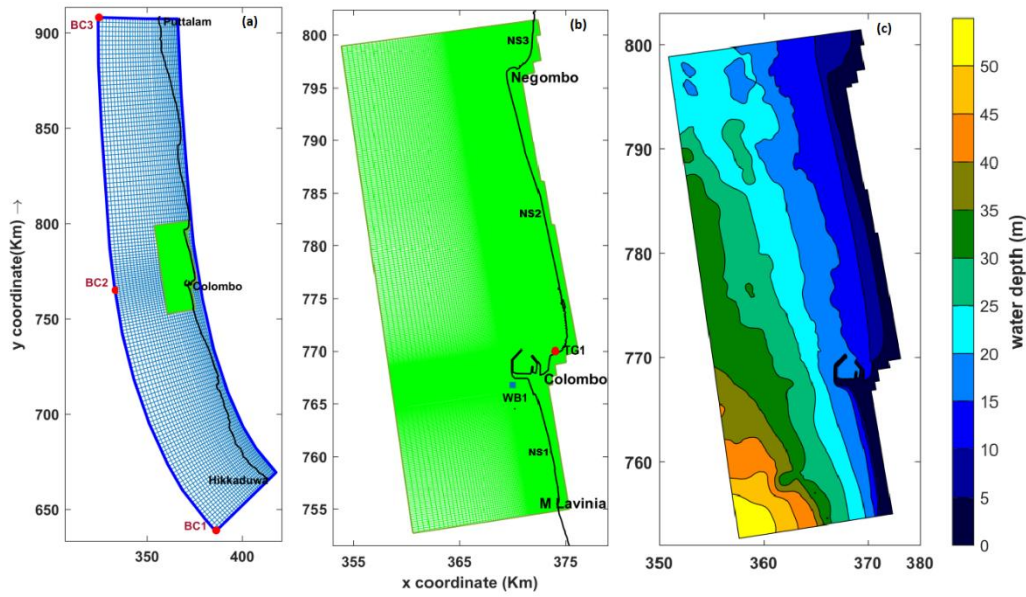 (a)
BC3
Puttalam
900
850
800
750
700
650
BC2
Colombo
Hikkaduwa
BC1
350
400
y coordinate(Km) →
(b)
800
795
790
785
780
775
770
765
760
755
NS3
Negombo
NS2
TG1
Colombo
WB1
NS1
M Lavinia
355
365
375
x coordinate (Km)
(c)
800
790
780
770
760
350
360
370
380
50
45
40
35
30
25
20
15
10
5
0
water depth (m)